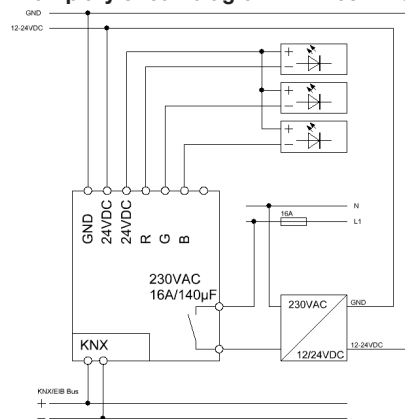 GND
12-24VDC
+
−
+
−
+
−
GND
24VDC
24VDC
R
G
B
N
16A
L1
230VAC
16A/140µF
230VAC
GND
KNX
12/24VDC
12-24VDC
KNX/EIB Bus
+
−